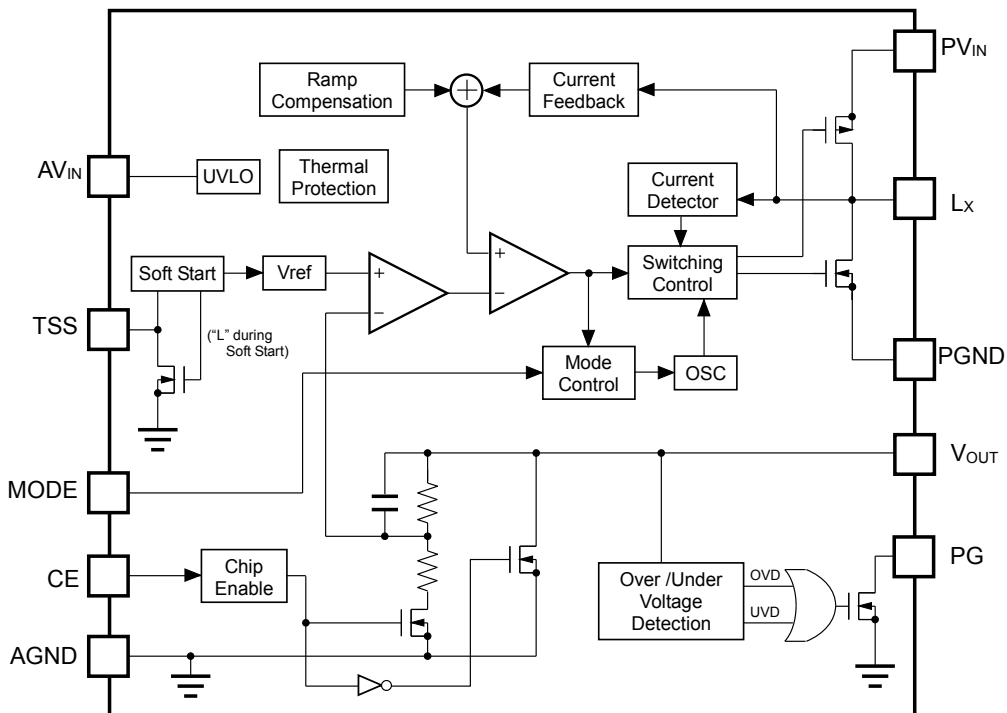 PVIN
Ramp
Compensation
Current
Feedback
AVIN
UVLO
Thermal
Protection
Current
Detector
LX
Soft Start
Vref
+
−
+
−
Switching
Control
TSS
("L" during
Soft Start)
Mode
Control
OSC
PGND
VOUT
MODE
CE
Chip
Enable
Over /Under
Voltage
Detection
OVD
UVD
PG
AGND